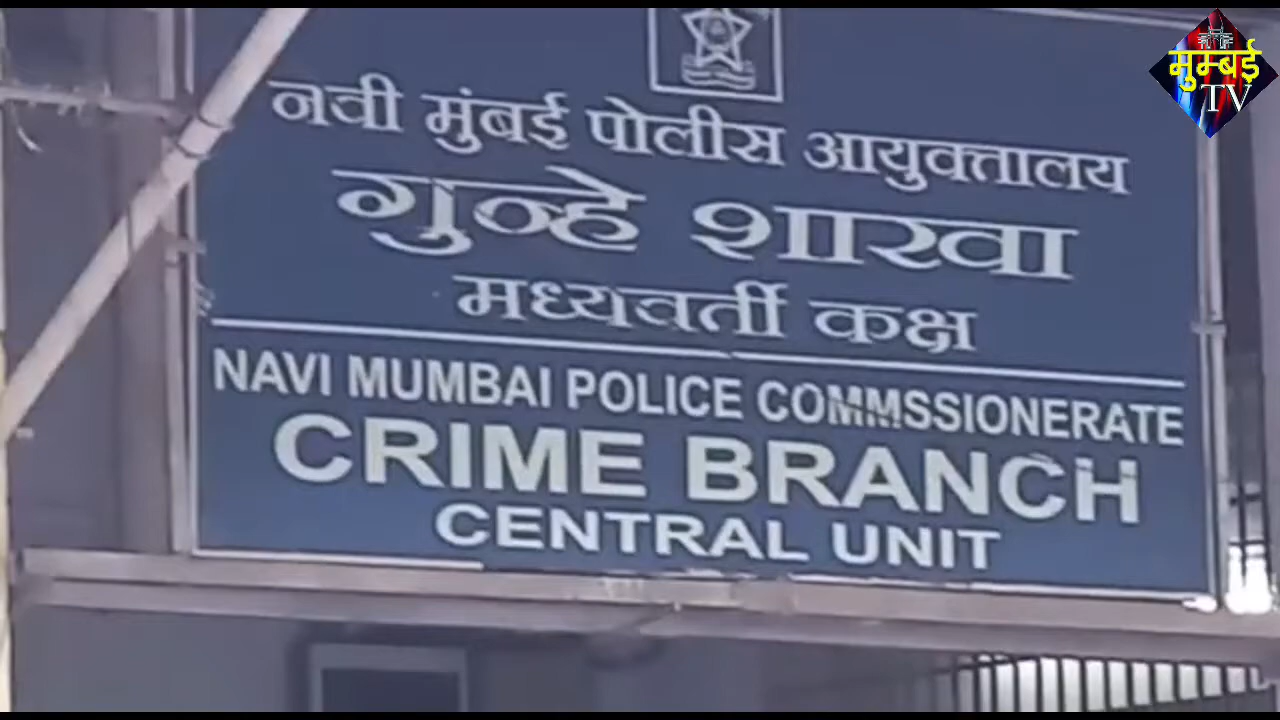 नवी मुंबई पोलीस आयुक्तालय
गुन्हे शाखा
मध्यवर्ती कक्ष
NAVI MUMBAI POLICE COMMSSIONERATE
CRIME BRANCH
CENTRAL UNIT
मुम्बई
TV